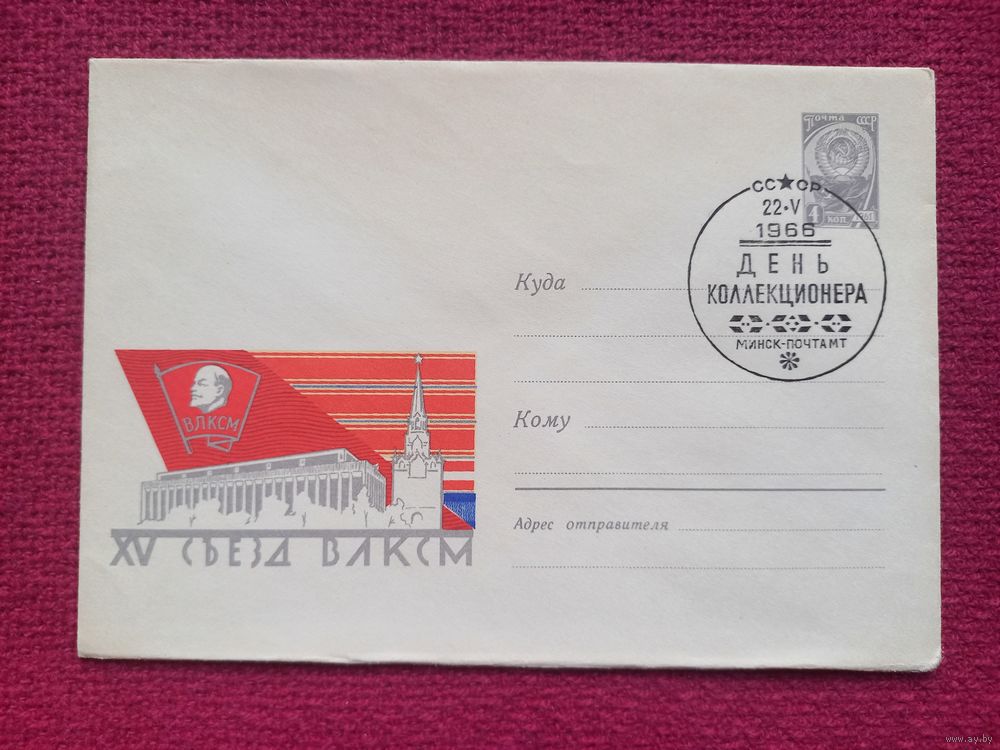 Почта СССР
4 коп. 1961
СССР
22·V
1966
ДЕНЬ
КОЛЛЕКЦИОНЕРА
МИНСК-ПОЧТАМТ
Куда
Кому
Адрес отправителя
ВЛКСМ
XV СЪЕЗД ВЛКСМ
www.ay.by